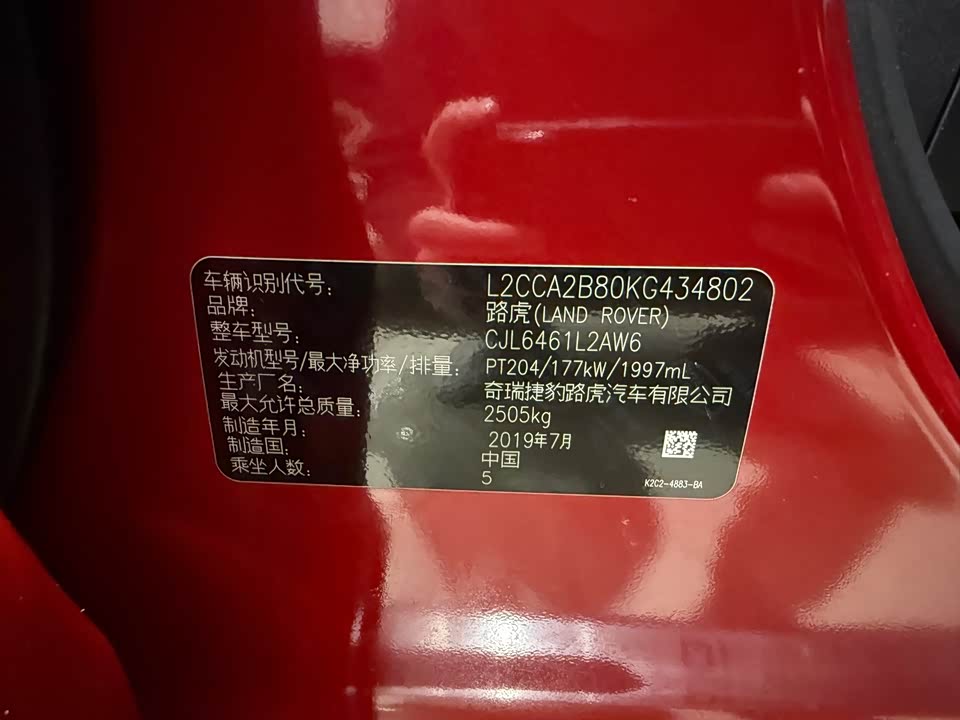 车辆识别代号: L2CCA2B80KG434802
品牌: 路虎(LAND ROVER)
整车型号: CJL6461L2AW6
发动机型号/最大净功率/排量: PT204/177kW/1997mL
生产厂名: 奇瑞捷豹路虎汽车有限公司
最大允许总质量: 2505kg
制造年月: 2019年7月
制造国: 中国
乘坐人数: 5
K2C2-4883-BA